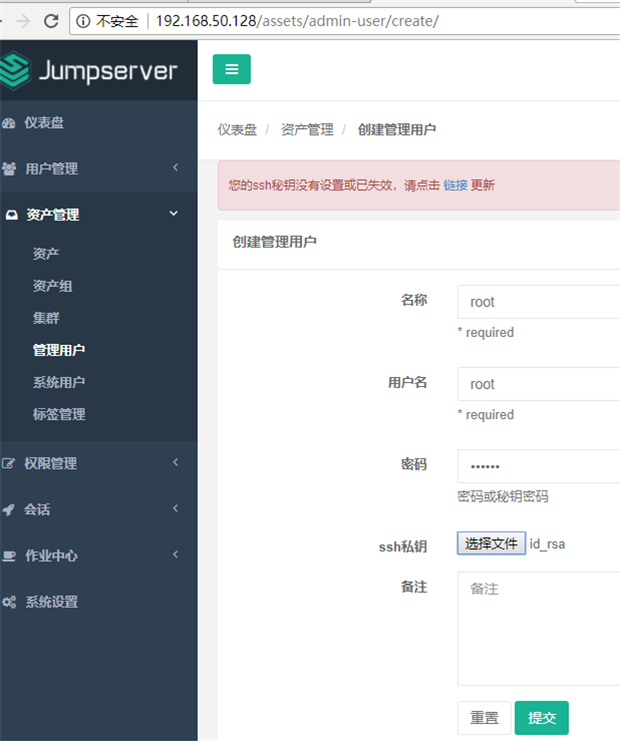 不安全 192.168.50.128/assets/admin-user/create/
Jumpserver
仪表盘
用户管理
资产管理
资产
资产组
集群
管理用户
系统用户
标签管理
权限管理
会话
作业中心
系统设置
仪表盘 / 资产管理 / 创建管理用户
您的ssh秘钥没有设置或已失效，请点击 链接 更新
创建管理用户
名称 root
* required
用户名 root
* required
密码 ••••••
密码或秘钥密码
ssh私钥 选择文件 id_rsa
备注 备注
重置 提交